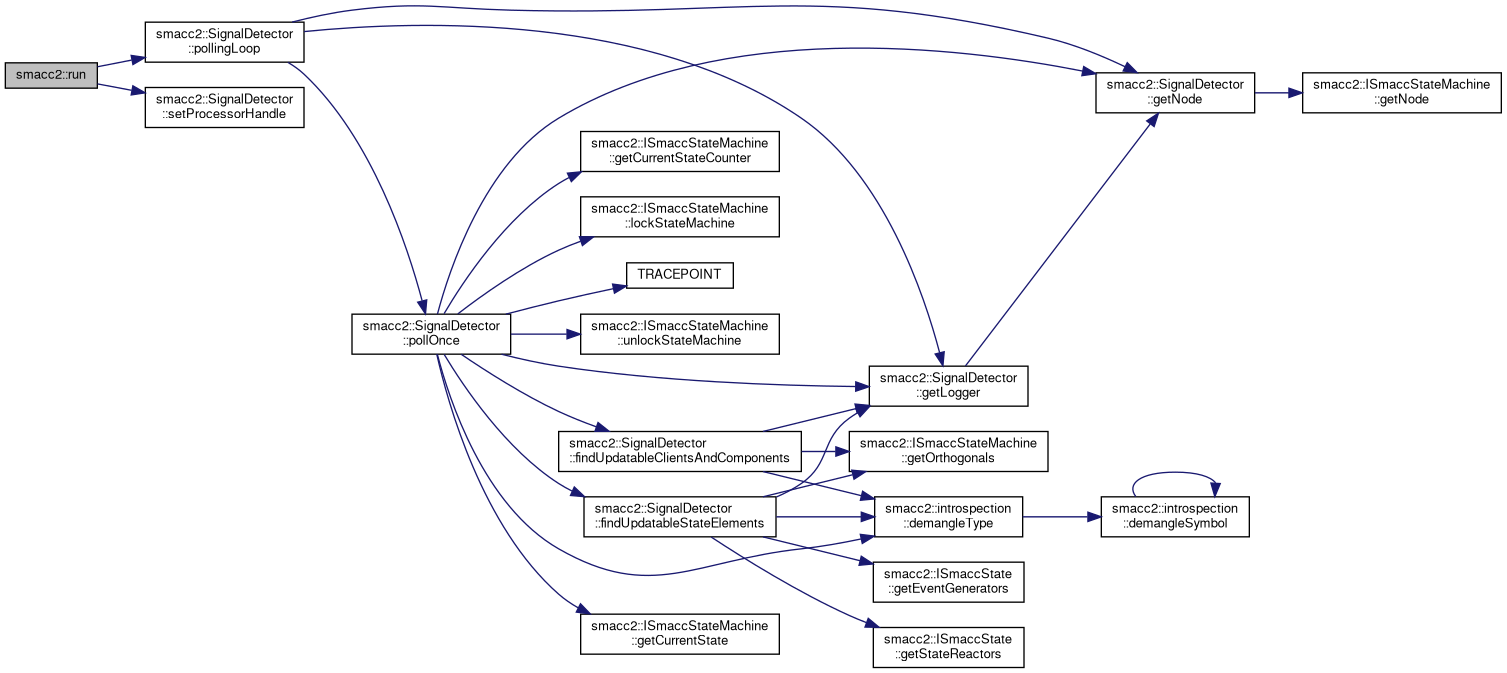 smacc2::run
smacc2::SignalDetector
::pollingLoop
smacc2::SignalDetector
::setProcessorHandle
smacc2::SignalDetector
::pollOnce
smacc2::ISmaccStateMachine
::getCurrentStateCounter
smacc2::ISmaccStateMachine
::lockStateMachine
TRACEPOINT
smacc2::ISmaccStateMachine
::unlockStateMachine
smacc2::SignalDetector
::findUpdatableClientsAndComponents
smacc2::SignalDetector
::findUpdatableStateElements
smacc2::ISmaccStateMachine
::getCurrentState
smacc2::SignalDetector
::getLogger
smacc2::ISmaccStateMachine
::getOrthogonals
smacc2::introspection
::demangleType
smacc2::ISmaccState
::getEventGenerators
smacc2::ISmaccState
::getStateReactors
smacc2::SignalDetector
::getNode
smacc2::introspection
::demangleSymbol
smacc2::ISmaccStateMachine
::getNode